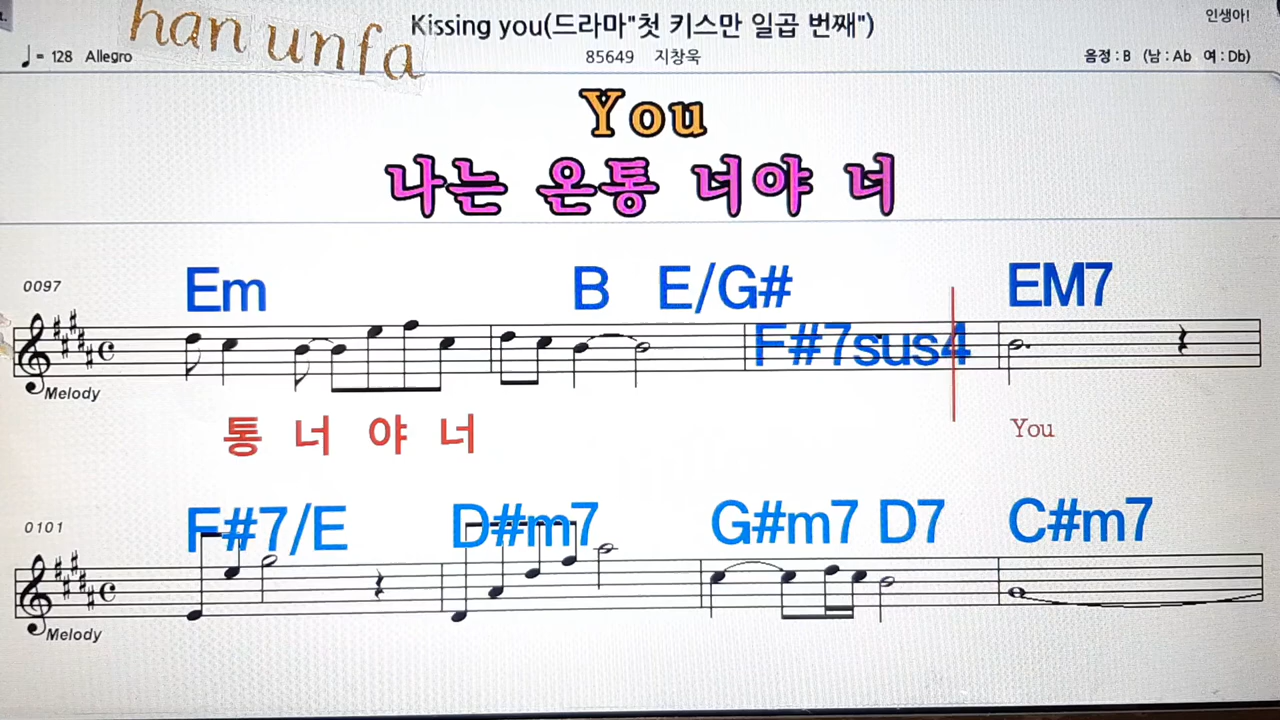 han unfa
Kissing you(드라마"첫 키스만 일곱 번째")
인생아!
♩= 128 Allegro
85649 지창욱
음정 : B (남 : Ab 여 : Db)
You
나는 온통 너야 너
0097
Em B E/G# F#7sus4 EM7
Melody
통 너 야 너 You
0101
F#7/E D#m7 G#m7 D7 C#m7
Melody